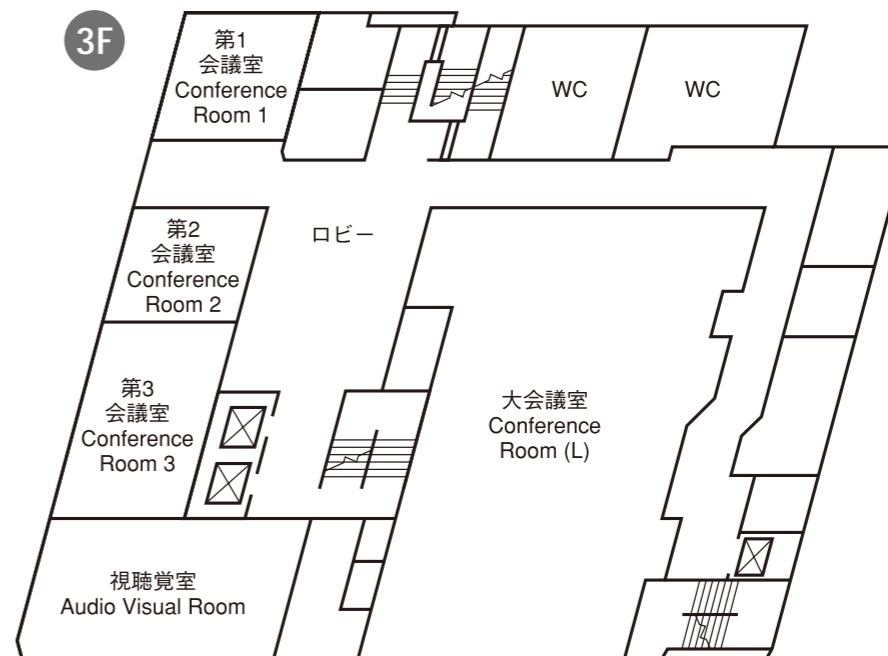 3F
第1
会議室
Conference
Room 1
WC
WC
第2
会議室
Conference
Room 2
ロビー
第3
会議室
Conference
Room 3
大会議室
Conference
Room (L)
視聴覚室
Audio Visual Room